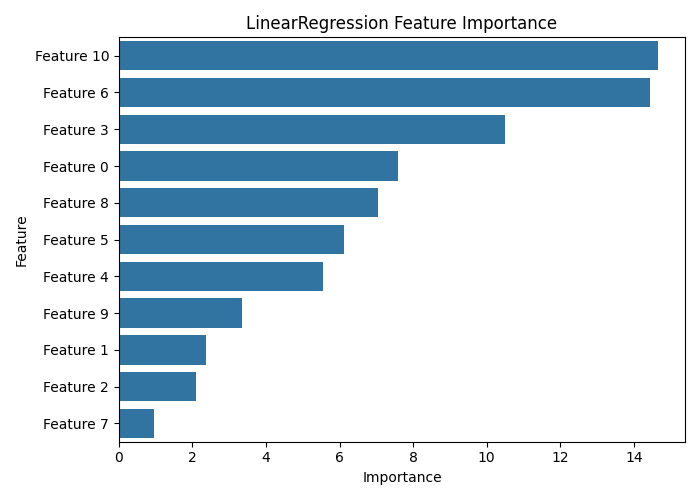 LinearRegression Feature Importance
Feature 10
Feature 6
Feature 3
Feature 0
Feature 8
Feature 5
Feature 4
Feature 9
Feature 1
Feature 2
Feature 7
Feature
0 2 4 6 8 10 12 14
Importance